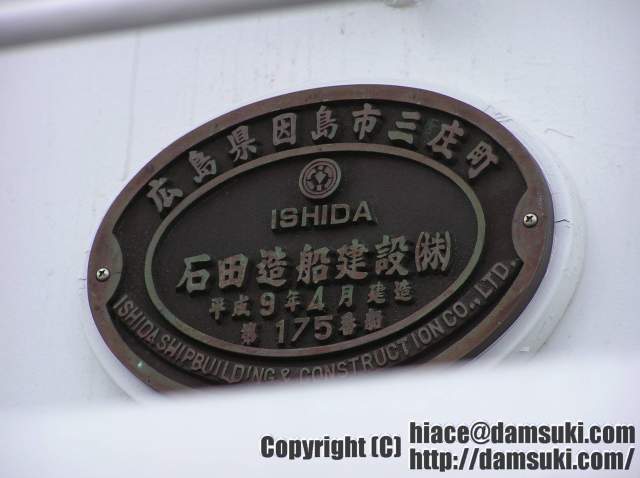 広島県因島市三庄町
ISHIDA
石田造船建設㈱
平成9年4月建造
第175番船
ISHIDA SHIPBUILDING & CONSTRUCTION CO., LTD.
Copyright (C) hiace@damsuki.com
http://damsuki.com/